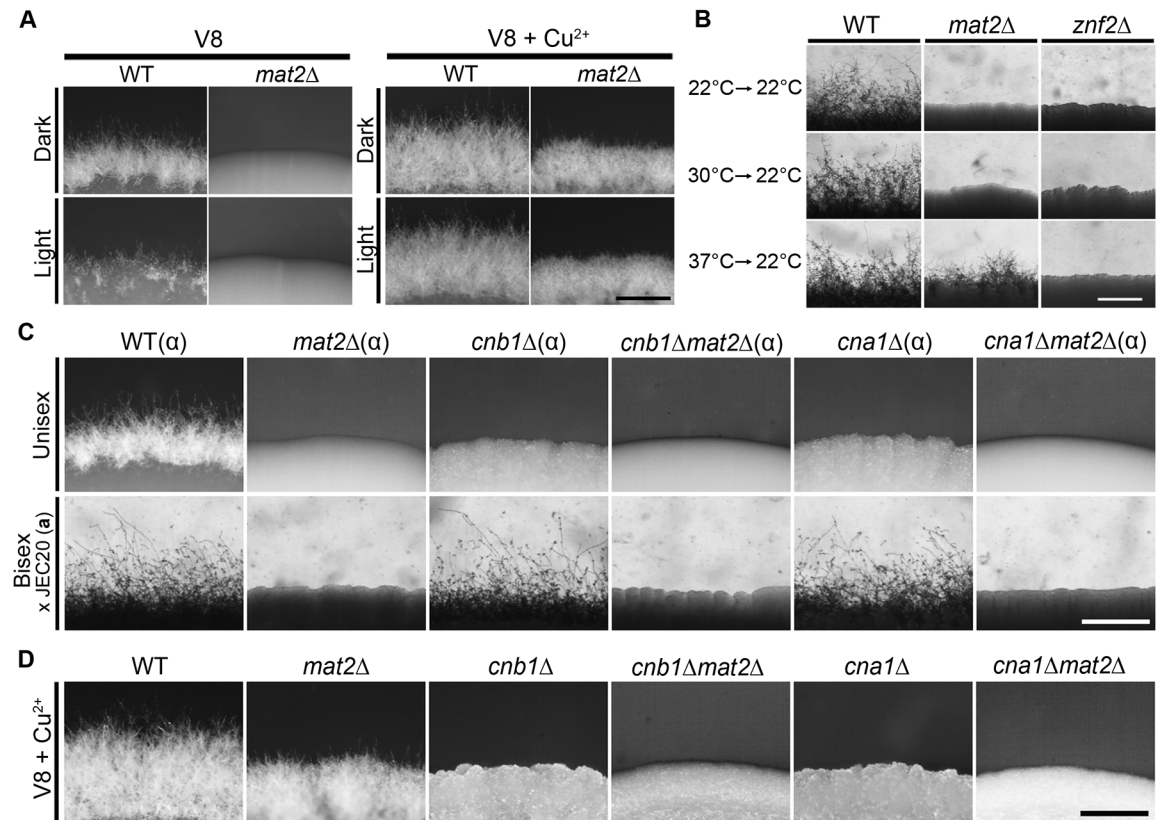 A
V8
V8 + Cu²⁺
WT
mat2Δ
WT
mat2Δ
Dark
Light
Dark
Light
B
WT
mat2Δ
znf2Δ
22°C→22°C
30°C→22°C
37°C→22°C
C
WT(α)
mat2Δ(α)
cnb1Δ(α)
cnb1Δmat2Δ(α)
cna1Δ(α)
cna1Δmat2Δ(α)
Unisex
Bisex
x JEC20 (a)
D
WT
mat2Δ
cnb1Δ
cnb1Δmat2Δ
cna1Δ
cna1Δmat2Δ
V8 + Cu²⁺